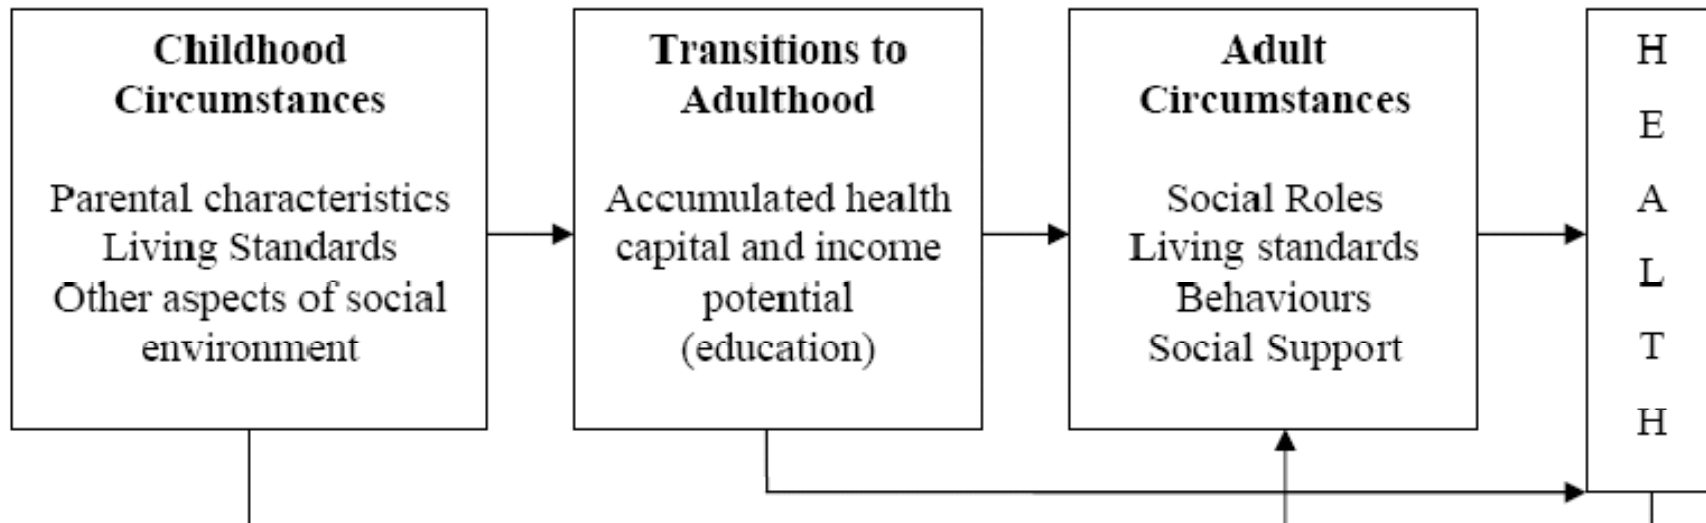 Childhood
Circumstances
Parental characteristics
Living Standards
Other aspects of social
environment
Transitions to
Adulthood
Accumulated health
capital and income
potential
(education)
Adult
Circumstances
Social Roles
Living standards
Behaviours
Social Support
H
E
A
L
T
H